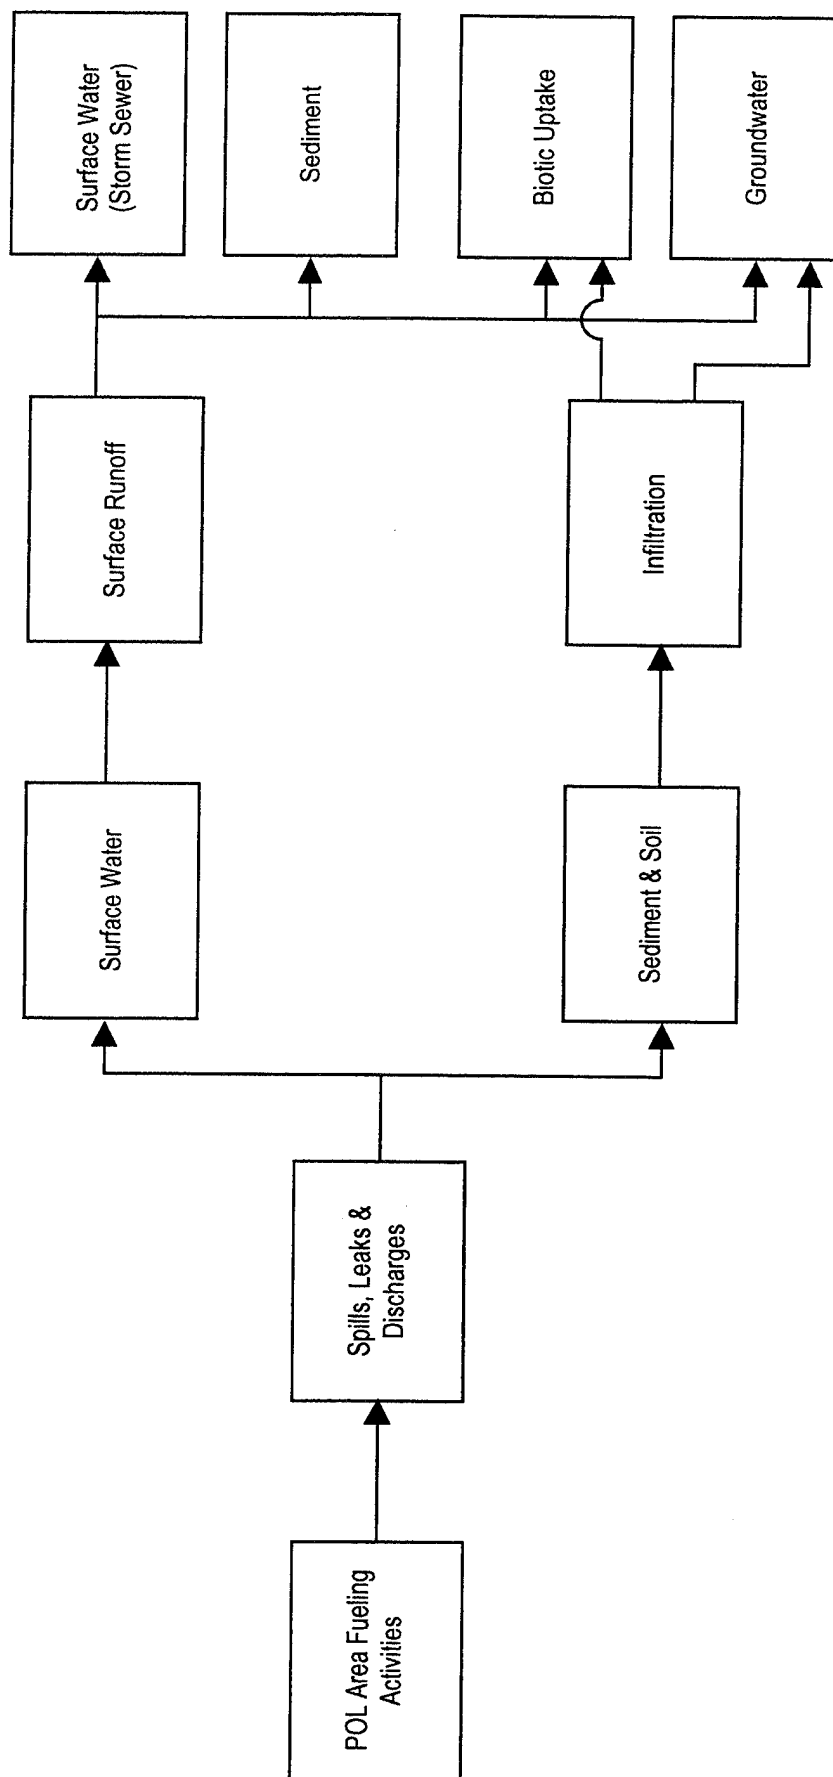 POL Area Fueling
Activities
Spills, Leaks &
Discharges
Surface Water
Sediment & Soil
Surface Runoff
Infiltration
Surface Water
(Storm Sewer)
Sediment
Biotic Uptake
Groundwater